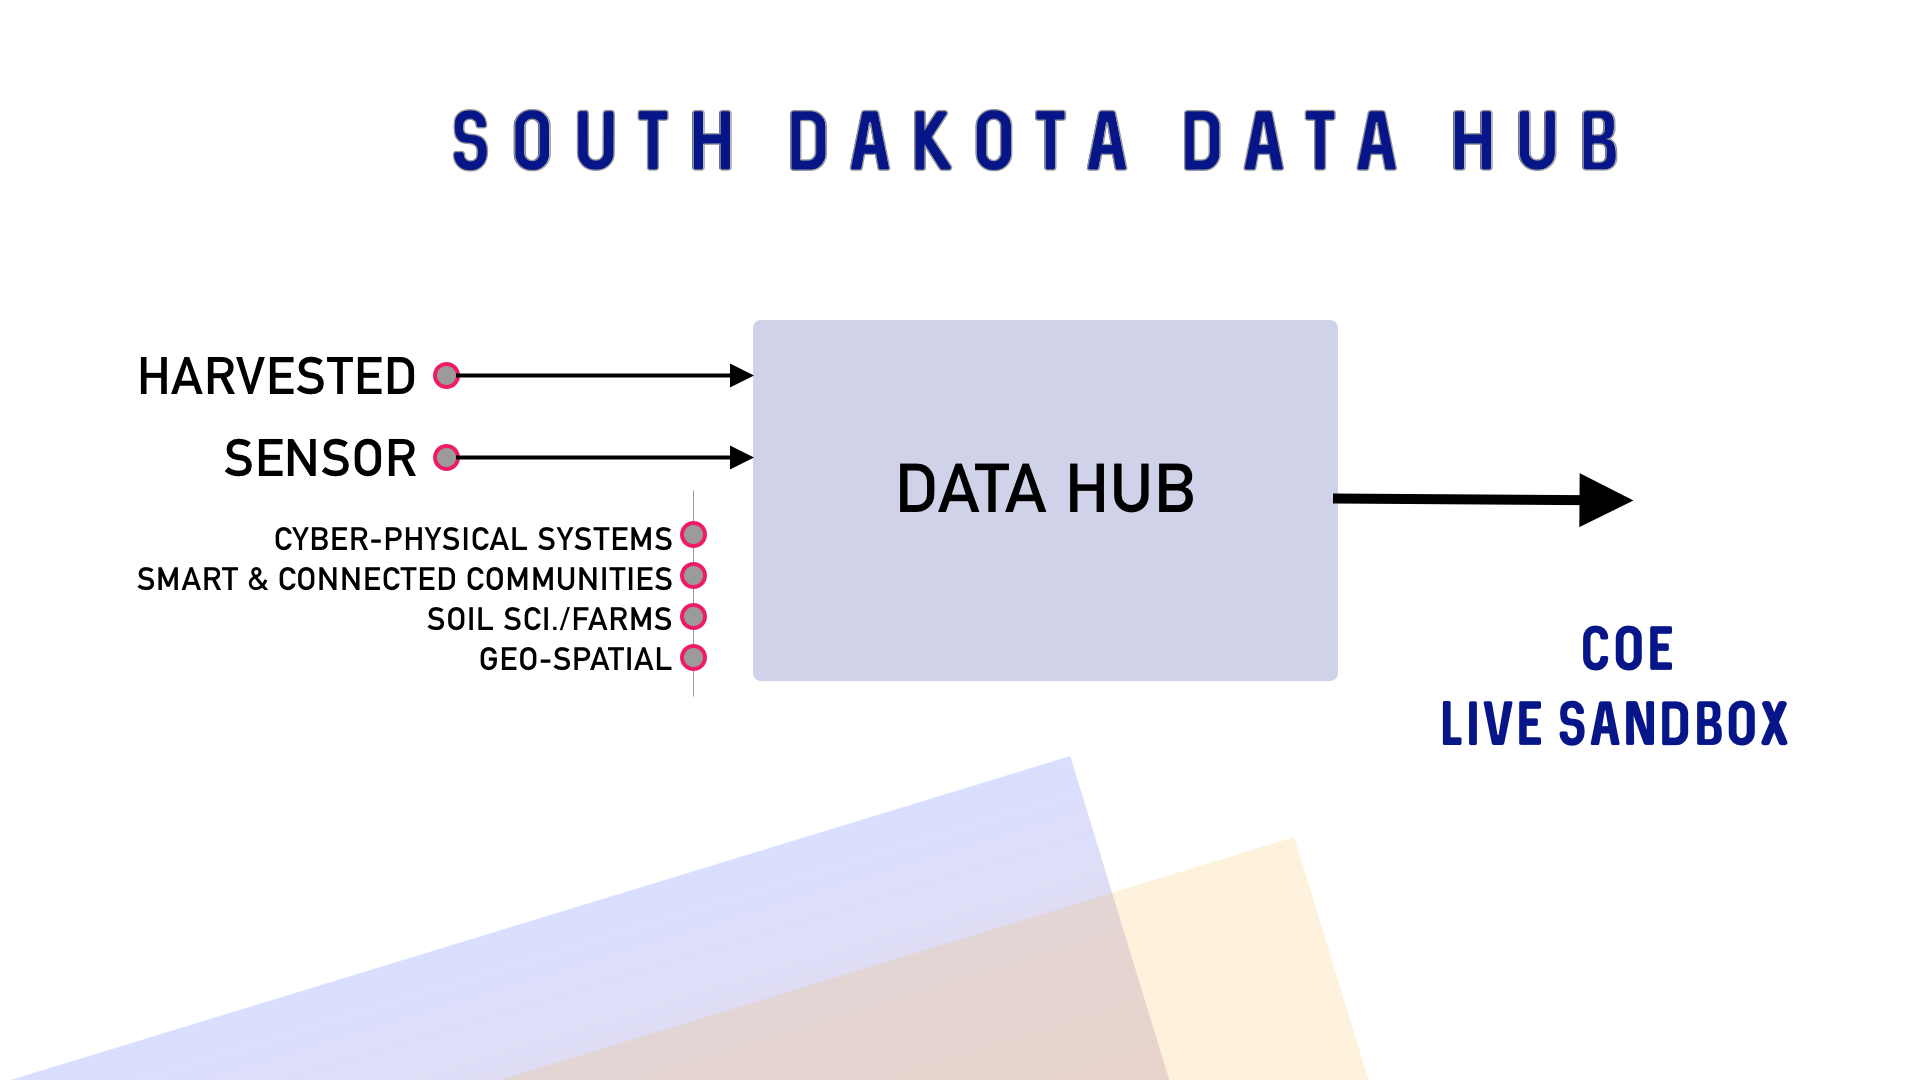 SOUTH DAKOTA DATA HUB
HARVESTED
SENSOR
CYBER-PHYSICAL SYSTEMS
SMART & CONNECTED COMMUNITIES
SOIL SCI./FARMS
GEO-SPATIAL
DATA HUB
COE
LIVE SANDBOX